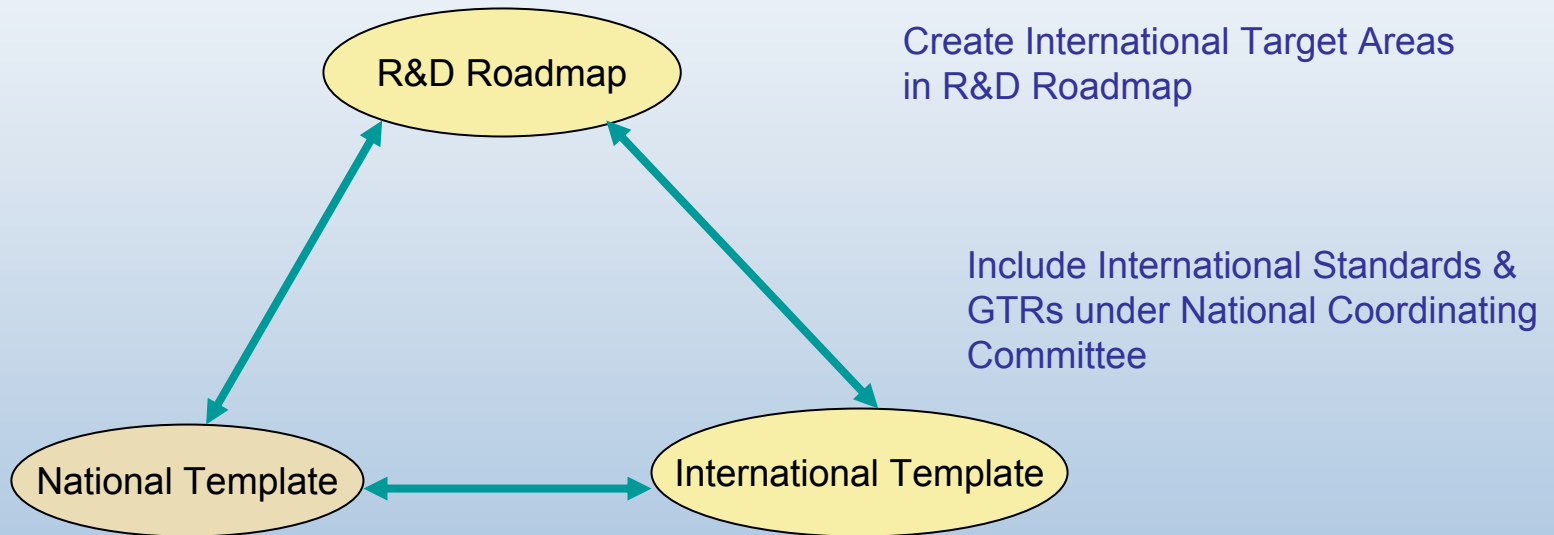 R&D Roadmap
Create International Target Areas
in R&D Roadmap
Include International Standards &
GTRs under National Coordinating
Committee
National Template
International Template